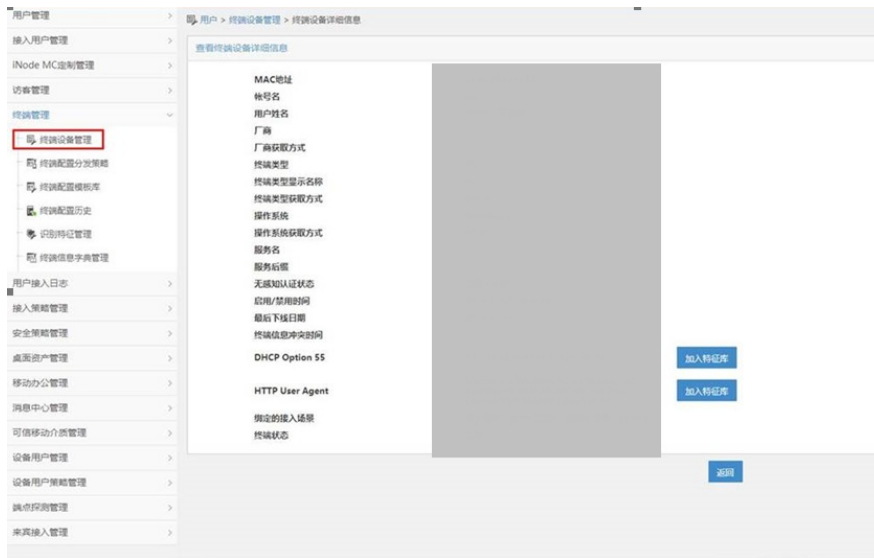 用户管理
接入用户管理
iNode MC定制管理
访客管理
终端管理
终端设备管理
终端配置分发策略
终端配置模板库
终端配置历史
识别特征管理
终端信息字典管理
用户接入日志
接入策略管理
安全策略管理
桌面资产管理
移动办公管理
消息中心管理
可信移动介质管理
设备用户管理
设备用户策略管理
端点探测管理
来宾接入管理
用户 > 终端设备管理 > 终端设备详细信息
查看终端设备详细信息
MAC地址
帐号名
用户姓名
厂商
厂商获取方式
终端类型
终端类型显示名称
终端类型获取方式
操作系统
操作系统获取方式
服务名
服务后缀
无感知认证状态
启用/禁用时间
最后下线日期
终端信息冲突时间
DHCP Option 55
加入特征库
HTTP User Agent
加入特征库
绑定的接入场景
终端状态
返回